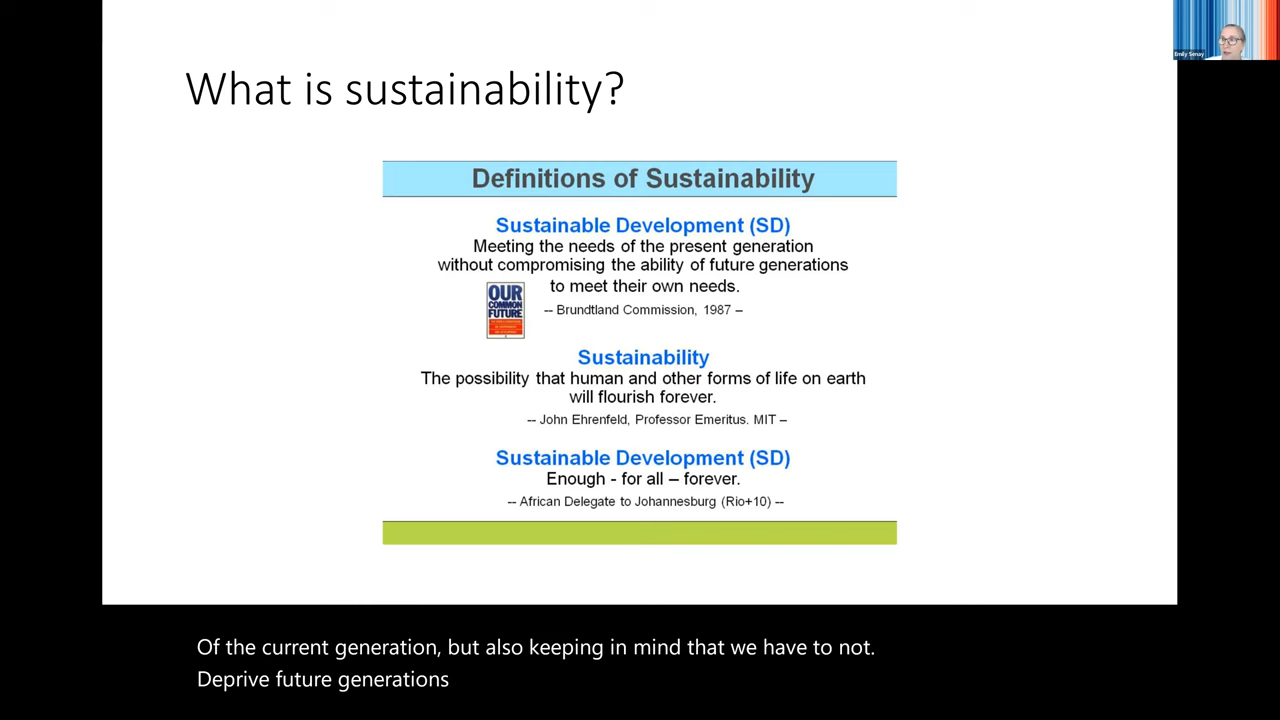 Emily Senay
What is sustainability?
Definitions of Sustainability
Sustainable Development (SD)
Meeting the needs of the present generation
without compromising the ability of future generations
to meet their own needs.
OUR
COMMON
FUTURE
-- Brundtland Commission, 1987 –
Sustainability
The possibility that human and other forms of life on earth
will flourish forever.
-- John Ehrenfeld, Professor Emeritus. MIT –
Sustainable Development (SD)
Enough - for all – forever.
-- African Delegate to Johannesburg (Rio+10) --
Of the current generation, but also keeping in mind that we have to not.
Deprive future generations